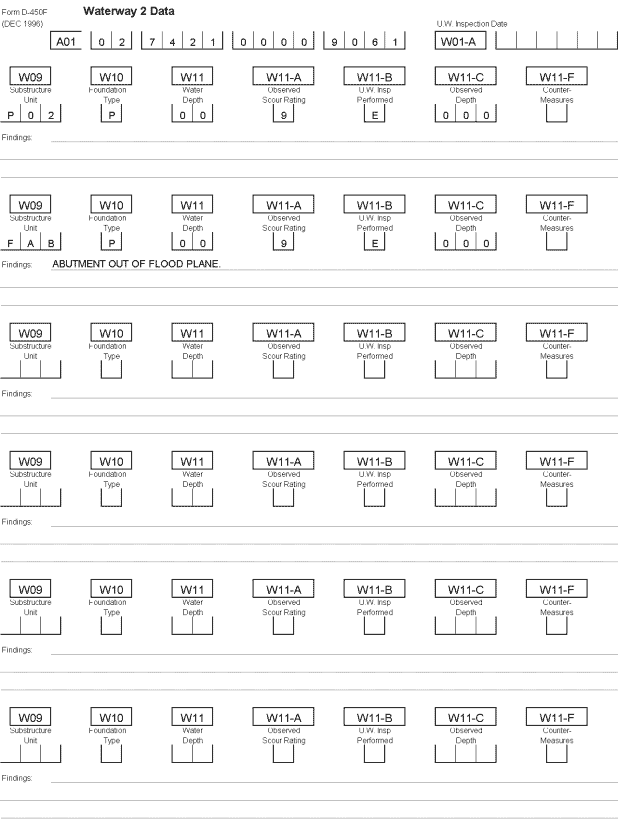 Form D-450F Waterway 2 Data
(DEC 1996) U.W. Inspection Date
A01 0 2 7 4 2 1 0 0 0 0 9 0 6 1 W01-A
W09 W10 W11 W11-A W11-B W11-C W11-F
Substructure Foundation Water Observed U.W. Insp Observed Counter-
Unit Type Depth Scour Rating Performed Depth Measures
P 0 2 P 0 0 9 E 0 0 0
Findings:
W09 W10 W11 W11-A W11-B W11-C W11-F
Substructure Foundation Water Observed U.W. Insp Observed Counter-
Unit Type Depth Scour Rating Performed Depth Measures
F A B P 0 0 9 E 0 0 0
Findings: ABUTMENT OUT OF FLOOD PLANE.
W09 W10 W11 W11-A W11-B W11-C W11-F
Substructure Foundation Water Observed U.W. Insp Observed Counter-
Unit Type Depth Scour Rating Performed Depth Measures
Findings:
W09 W10 W11 W11-A W11-B W11-C W11-F
Substructure Foundation Water Observed U.W. Insp Observed Counter-
Unit Type Depth Scour Rating Performed Depth Measures
Findings:
W09 W10 W11 W11-A W11-B W11-C W11-F
Substructure Foundation Water Observed U.W. Insp Observed Counter-
Unit Type Depth Scour Rating Performed Depth Measures
Findings:
W09 W10 W11 W11-A W11-B W11-C W11-F
Substructure Foundation Water Observed U.W. Insp Observed Counter-
Unit Type Depth Scour Rating Performed Depth Measures
Findings: